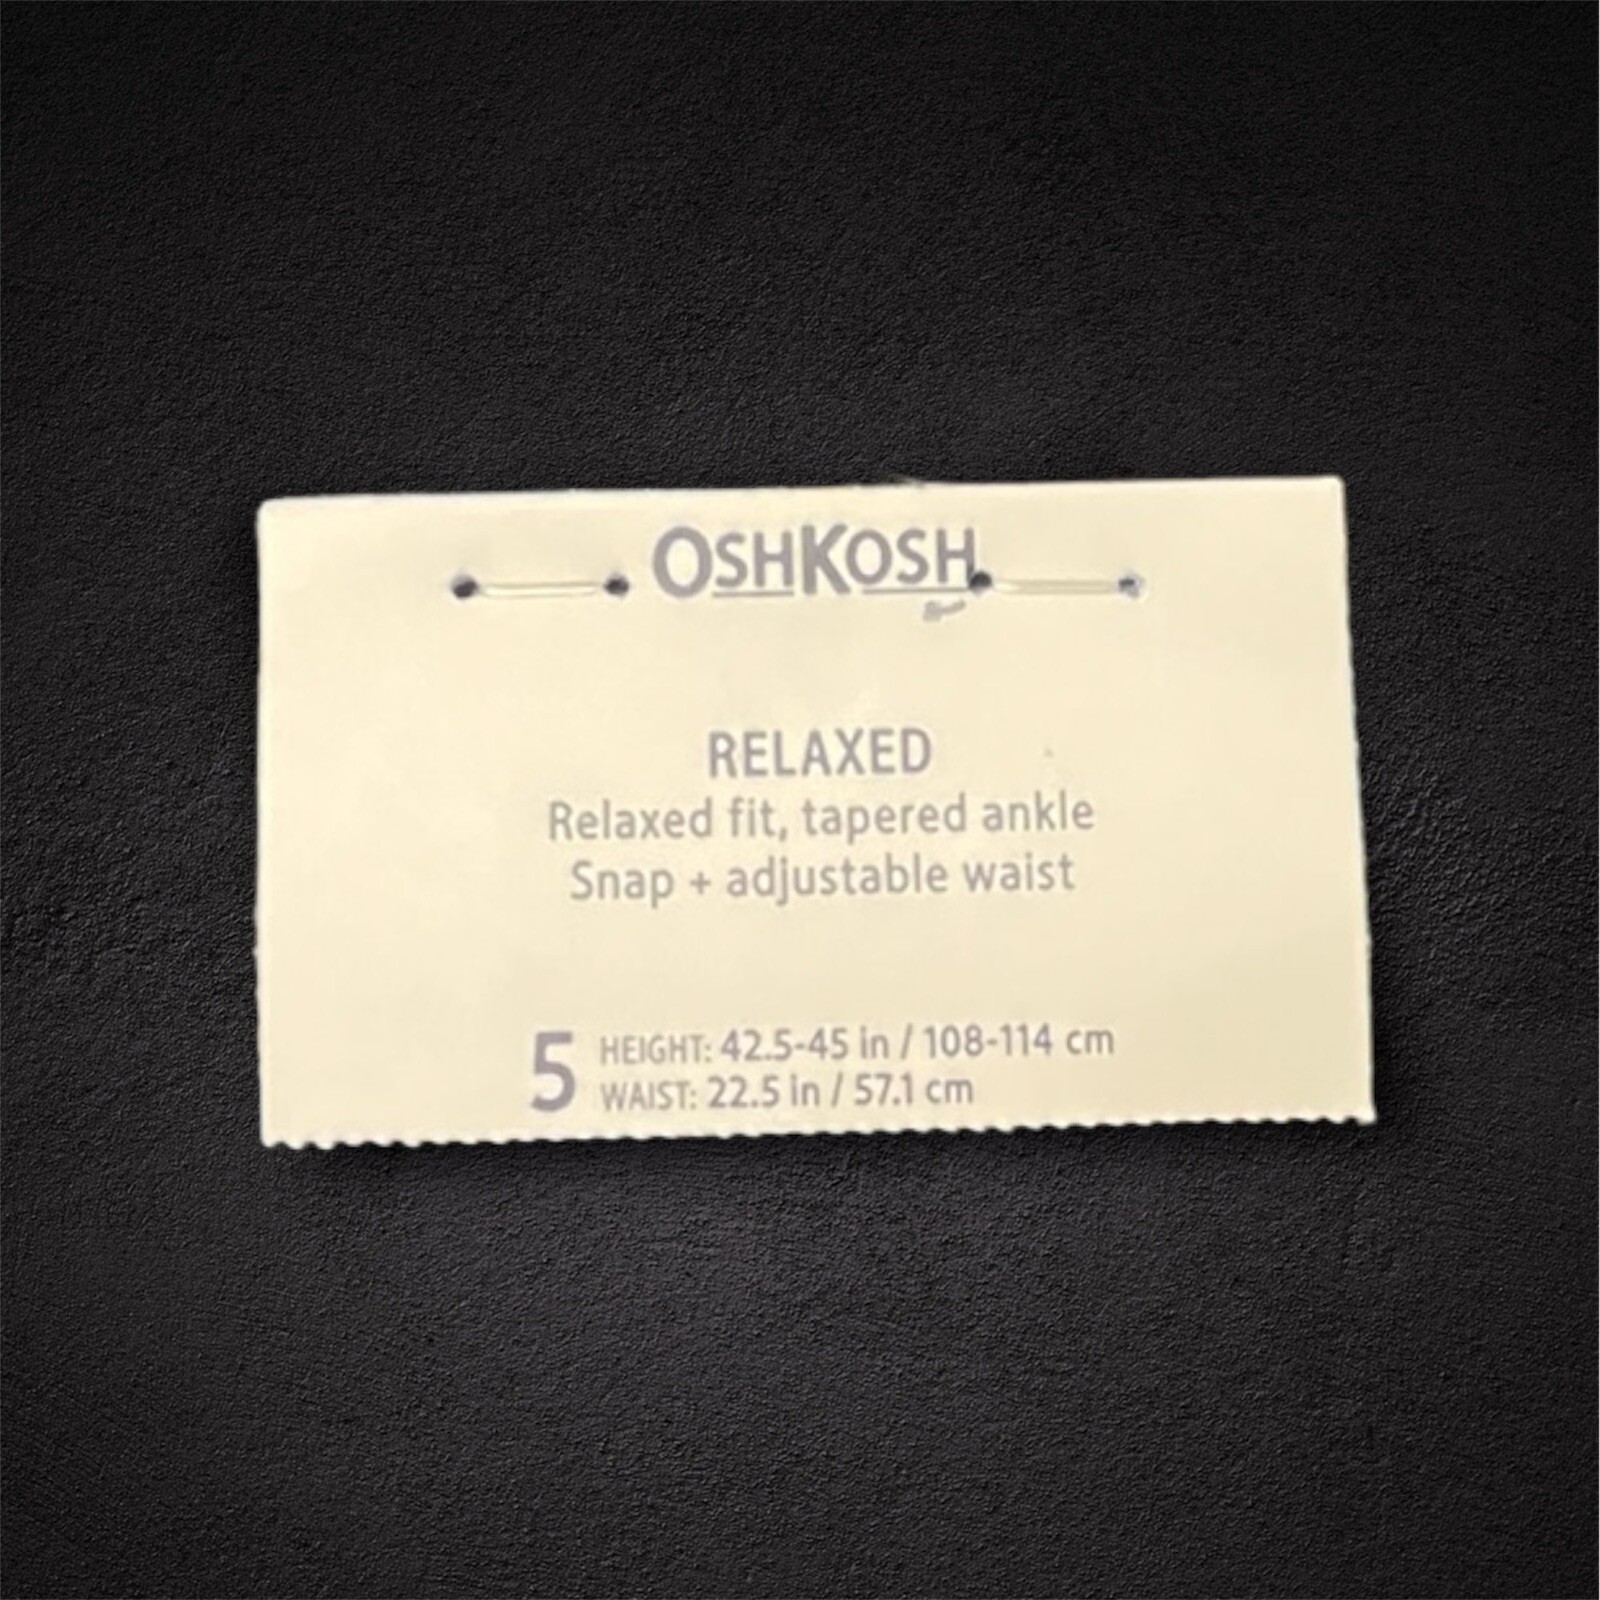 OSHKOSH
RELAXED
Relaxed fit, tapered ankle
Snap + adjustable waist
5 HEIGHT: 42.5-45 in / 108-114 cm
WAIST: 22.5 in / 57.1 cm